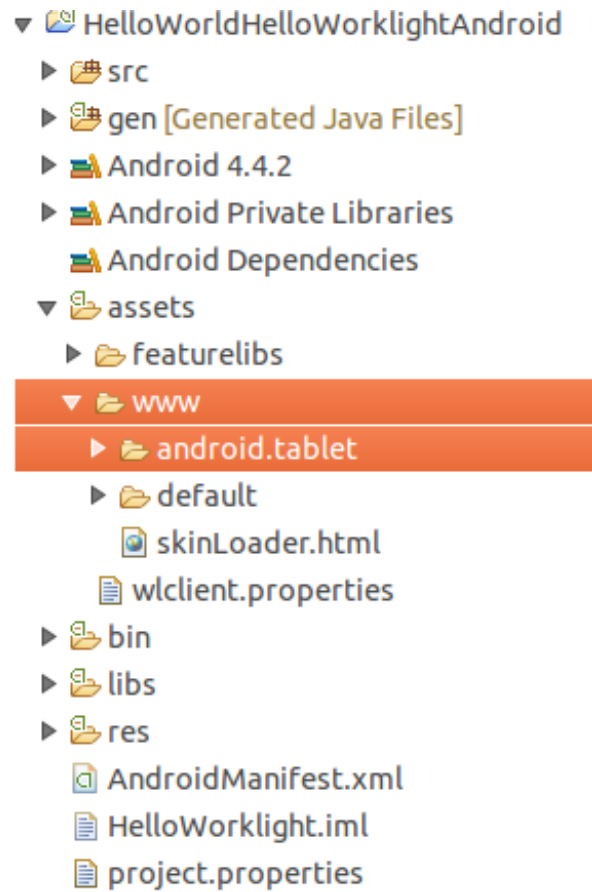 HelloWorldHelloWorklightAndroid
src
gen [Generated Java Files]
Android 4.4.2
Android Private Libraries
Android Dependencies
assets
featurelibs
www
android.tablet
default
skinLoader.html
wlclient.properties
bin
libs
res
AndroidManifest.xml
HelloWorklight.iml
project.properties